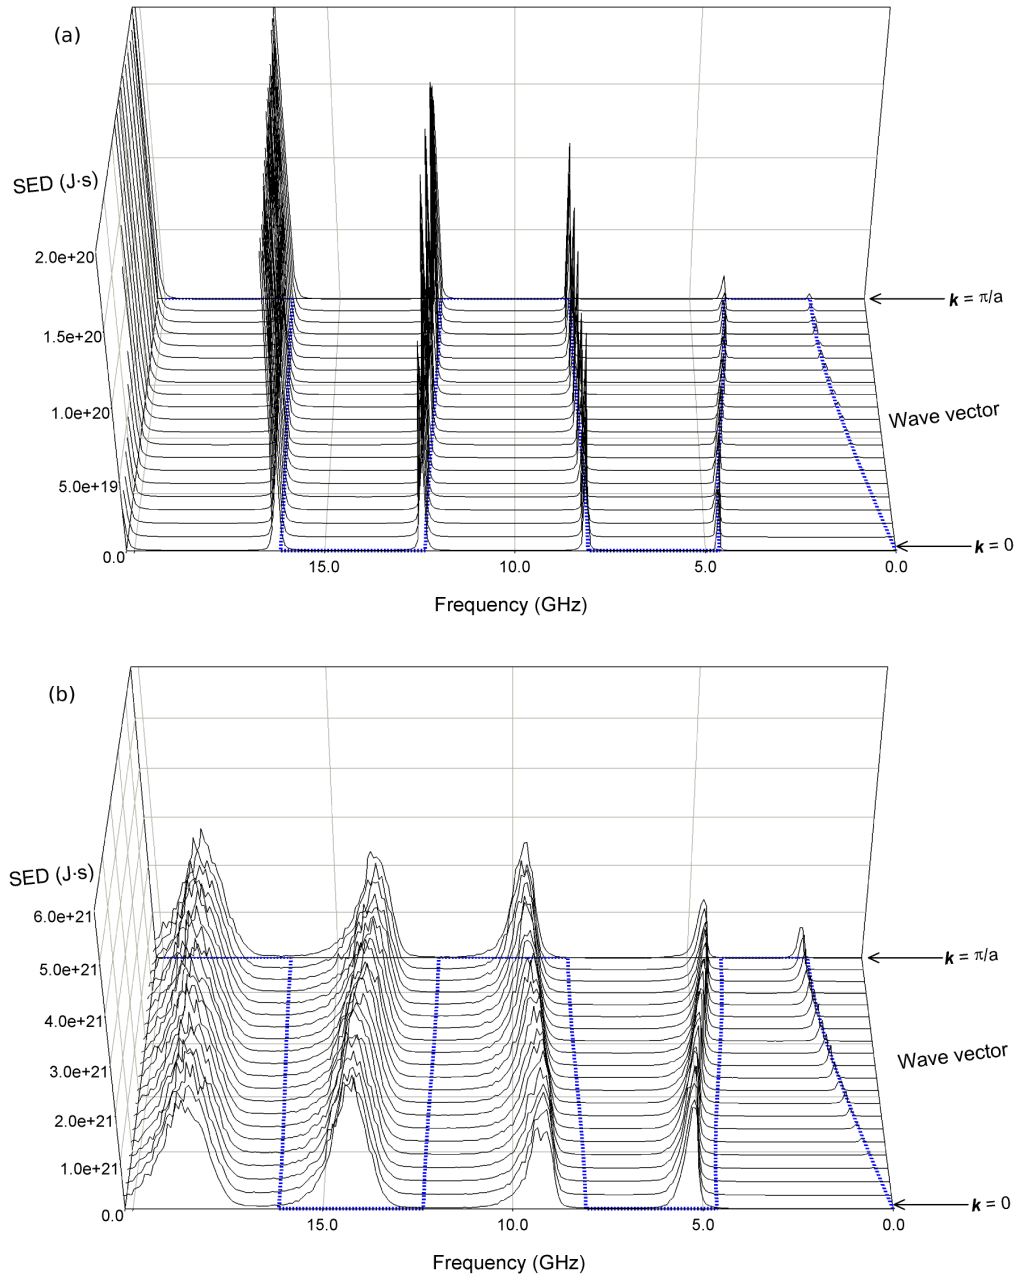 (a)
SED (J·s)
2.0e+20
1.5e+20
1.0e+20
5.0e+19
0.0
15.0
10.0
5.0
0.0
Frequency (GHz)
k = π/a
Wave vector
k = 0
(b)
SED (J·s)
6.0e+21
5.0e+21
4.0e+21
3.0e+21
2.0e+21
1.0e+21
0.0
15.0
10.0
5.0
0.0
Frequency (GHz)
k = π/a
Wave vector
k = 0